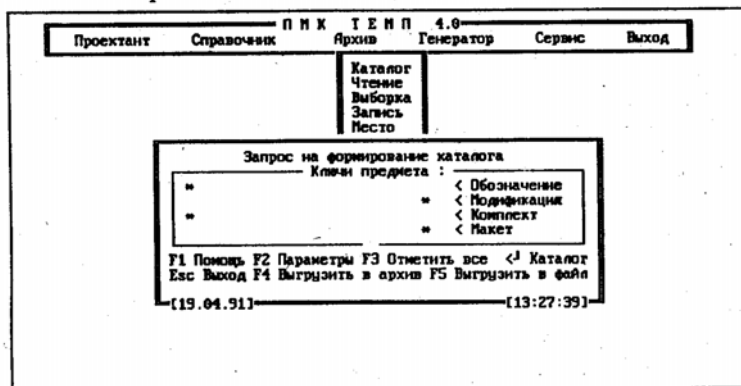 ПМК ТЕМП 4.0
Проектант Справочник Архив Генератор Сервис Выход
Каталог
Чтение
Выборка
Запись
Место
Запрос на формирование каталога
Ключи предмета :
* < Обозначение
* < Модификация
* < Комплект
* < Макет
F1 Помощь F2 Параметры F3 Отметить все <┘ Каталог
Esc Выход F4 Выгрузить в архив F5 Выгрузить в файл
[19.04.91] [13:27:39]